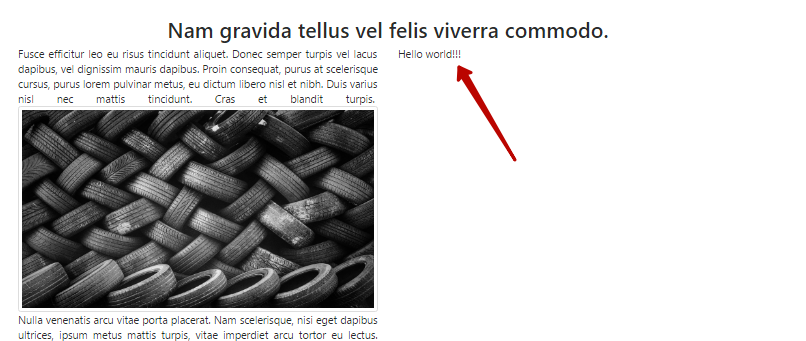 Nam gravida tellus vel felis viverra commodo.
Fusce efficitur leo eu risus tincidunt aliquet. Donec semper turpis vel lacus
dapibus, vel dignissim mauris dapibus. Proin consequat, purus at scelerisque
cursus, purus lorem pulvinar metus, eu dictum libero nisl et nibh. Duis varius
nisl nec mattis tincidunt. Cras et blandit turpis.
Nulla venenatis arcu vitae porta placerat. Nam scelerisque, nisi eget dapibus
ultrices, ipsum metus mattis turpis, vitae imperdiet arcu tortor eu lectus.
Hello world!!!